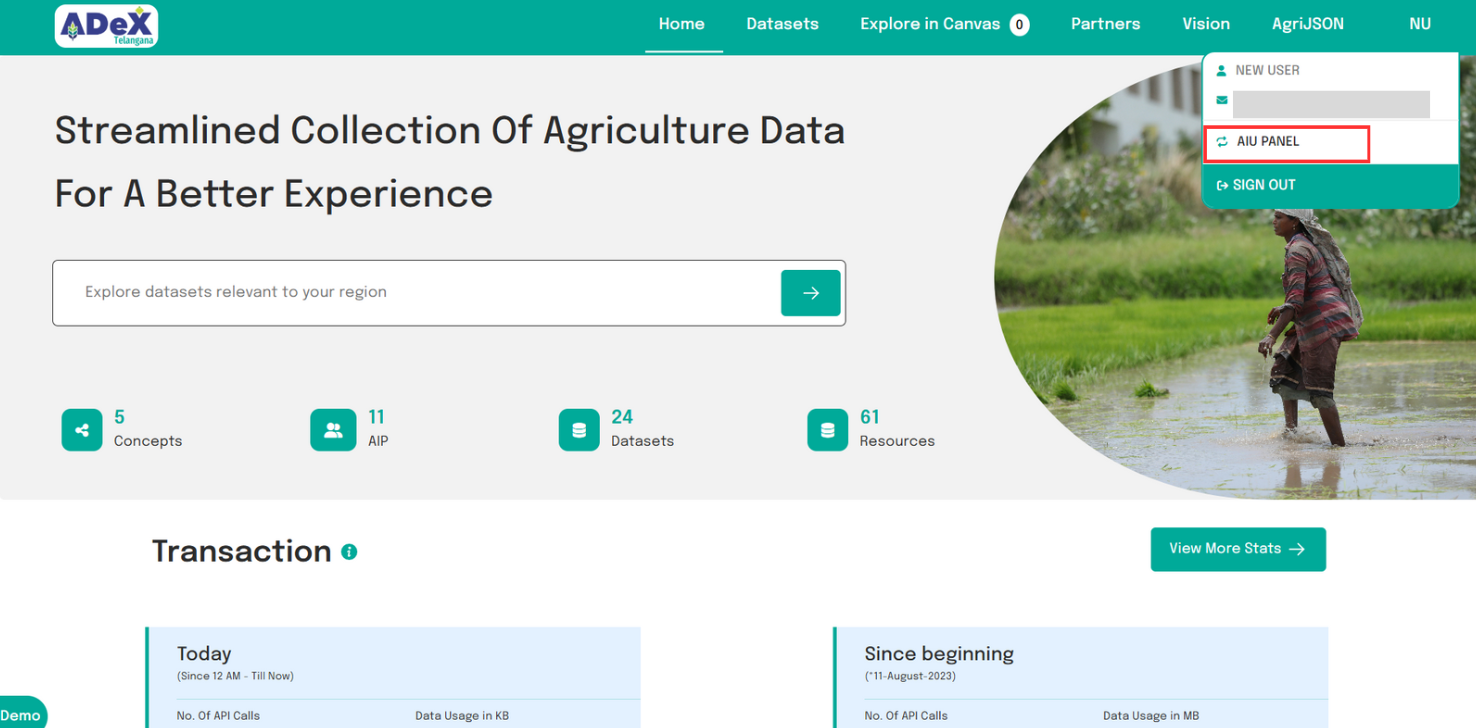 ADeX
Telangana
Home
Datasets
Explore in Canvas 0
Partners
Vision
AgriJSON
NU
NEW USER
AIU PANEL
SIGN OUT
Streamlined Collection Of Agriculture Data
For A Better Experience
Explore datasets relevant to your region
5
Concepts
11
AIP
24
Datasets
61
Resources
Transaction
View More Stats
Today
(Since 12 AM - Till Now)
No. Of API Calls
Data Usage in KB
Since beginning
(*11-August-2023)
No. Of API Calls
Data Usage in MB
Demo